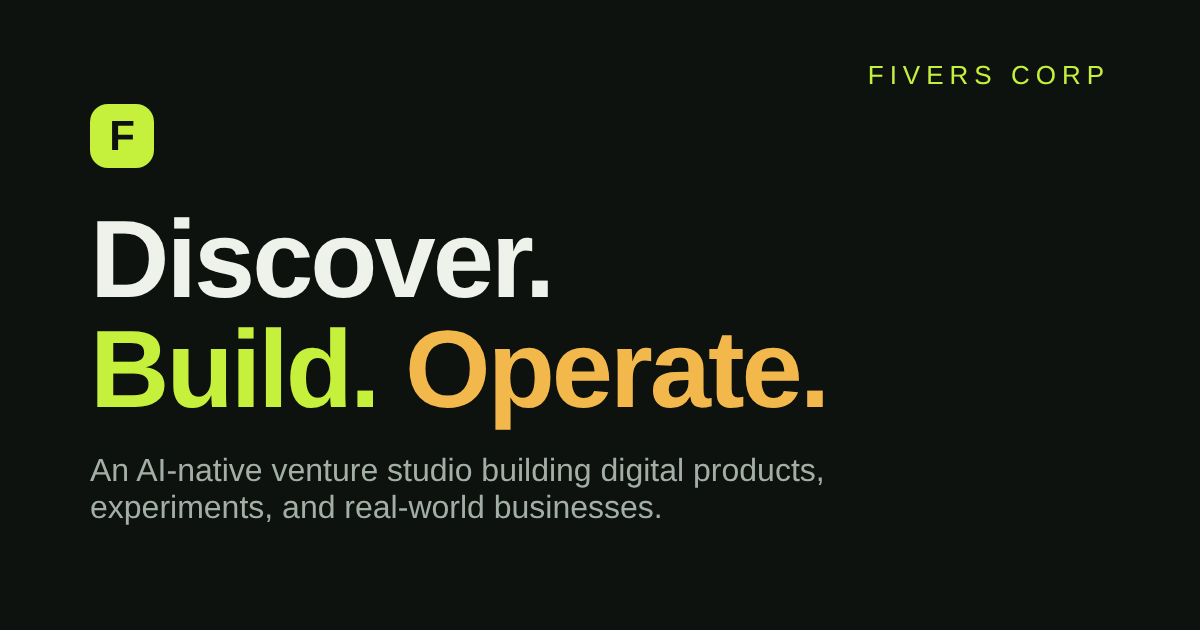 FIVERS CORP
F
Discover.
Build. Operate.
An AI-native venture studio building digital products,
experiments, and real-world businesses.